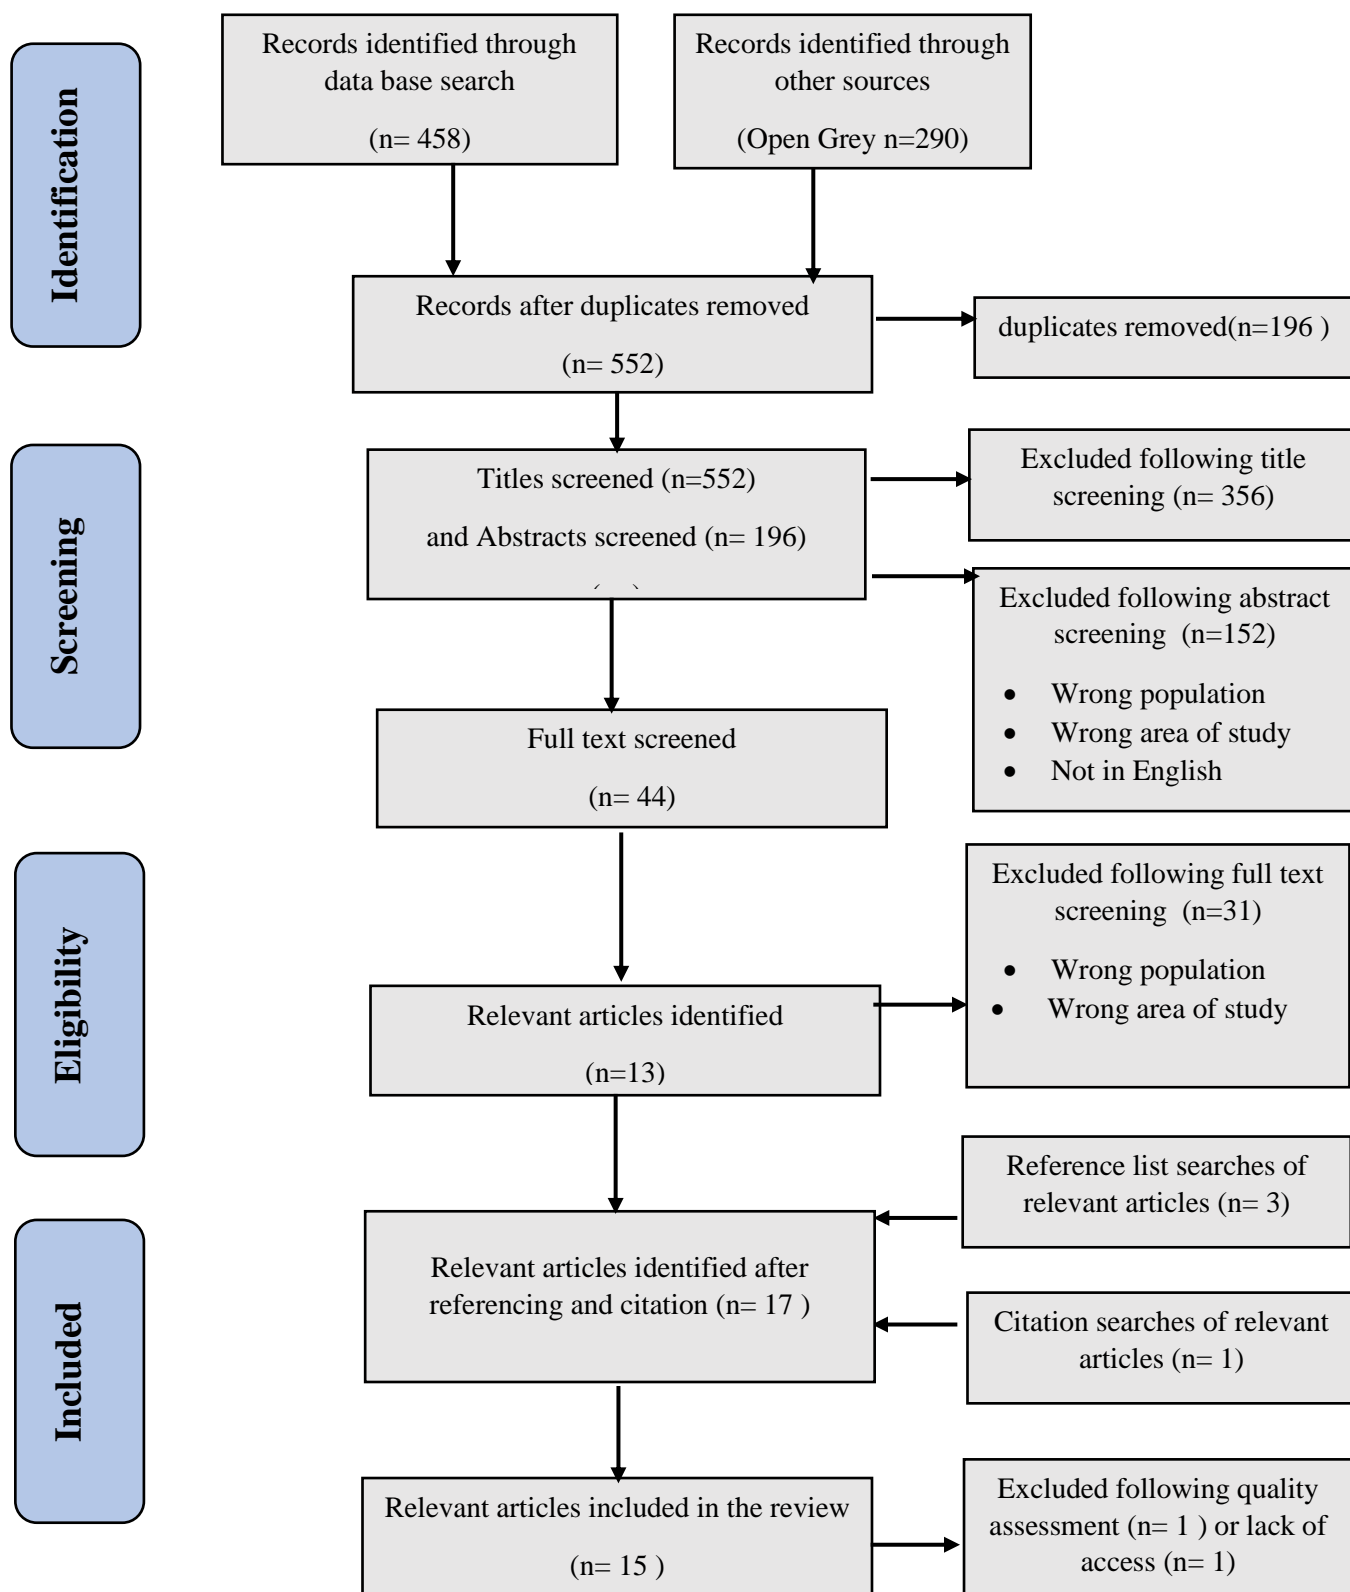 Records identified through
data base search
(n= 458)
Records identified through
other sources
(Open Grey n=290)
Identification
Records after duplicates removed
(n= 552)
duplicates removed(n=196 )
Screening
Titles screened (n=552)
and Abstracts screened (n= 196)
Excluded following title
screening (n= 356)
Excluded following abstract
screening  (n=152)
• Wrong population
• Wrong area of study
• Not in English
Full text screened
(n= 44)
Eligibility
Excluded following full text
screening  (n=31)
• Wrong population
• Wrong area of study
Relevant articles identified
(n=13)
Reference list searches of
relevant articles (n= 3)
Included
Relevant articles identified after
referencing and citation (n= 17 )
Citation searches of relevant
articles (n= 1)
Relevant articles included in the review
(n= 15 )
Excluded following quality
assessment (n= 1 ) or lack of
access (n= 1)